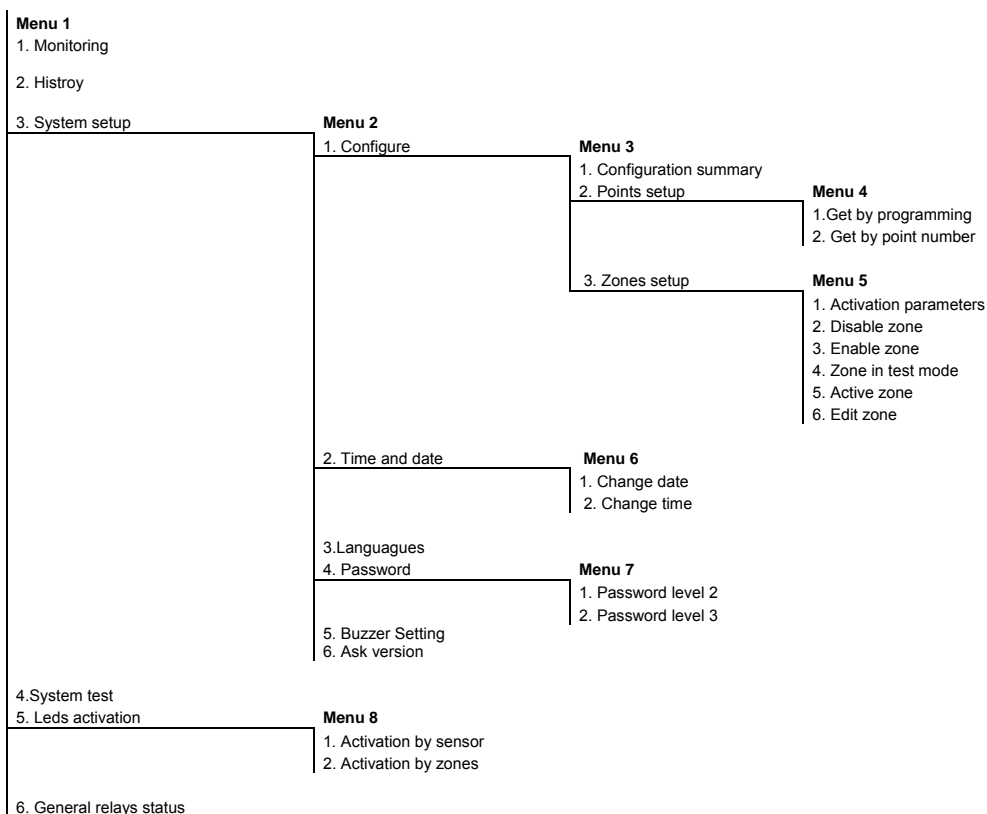 Menu 1
1. Monitoring
2. Histroy
3. System setup
Menu 2
1. Configure
Menu 3
1. Configuration summary
2. Points setup
Menu 4
1.Get by programming
2. Get by point number
3. Zones setup
Menu 5
1. Activation parameters
2. Disable zone
3. Enable zone
4. Zone in test mode
5. Active zone
6. Edit zone
2. Time and date
Menu 6
1. Change date
2. Change time
3.Languagues
4. Password
Menu 7
1. Password level 2
2. Password level 3
5. Buzzer Setting
6. Ask version
4.System test
5. Leds activation
Menu 8
1. Activation by sensor
2. Activation by zones
6. General relays status